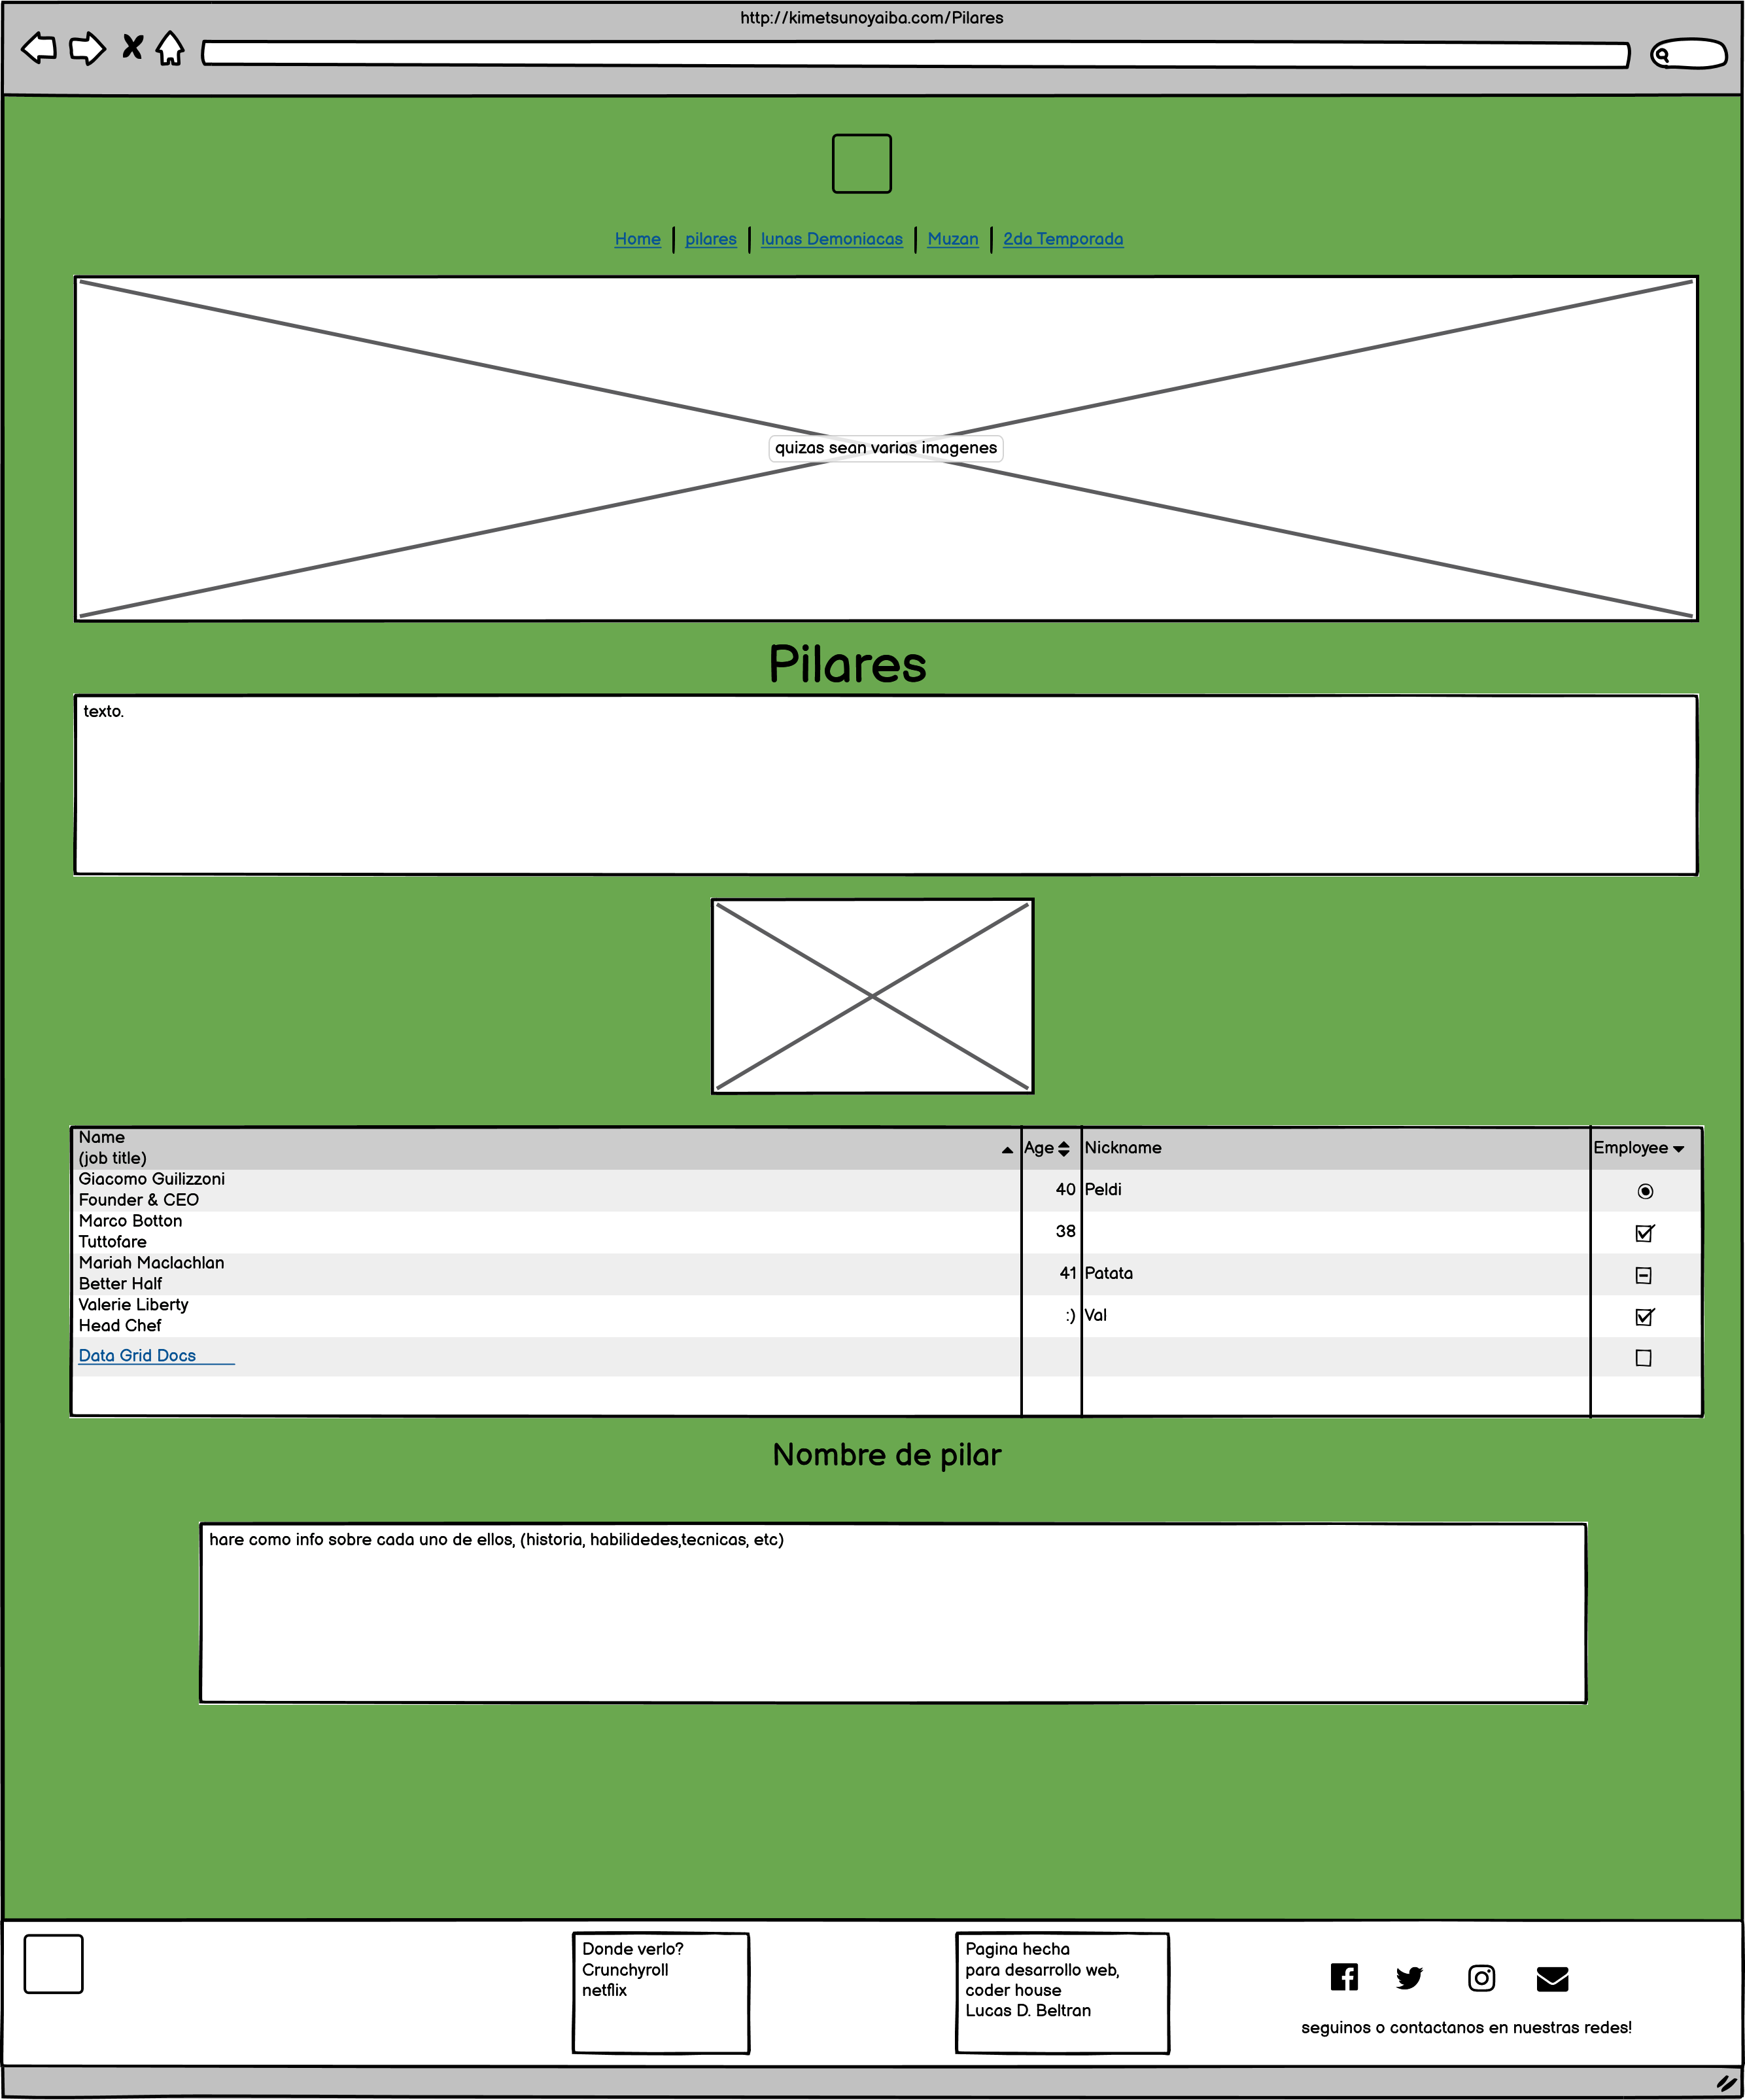 http://kimetsunoyaiba.com/Pilares
Home | pilares | lunas Demoniacas | Muzan | 2da Temporada
quizas sean varias imagenes
Pilares
texto.
Name
(job title)
Age
Nickname
Employee
Giacomo Guilizzoni
Founder & CEO
40
Peldi
Marco Botton
Tuttofare
38
Mariah Maclachlan
Better Half
41
Patata
Valerie Liberty
Head Chef
:)
Val
Data Grid Docs
Nombre de pilar
hare como info sobre cada uno de ellos, (historia, habilidedes,tecnicas, etc)
Donde verlo?
Crunchyroll
netflix
Pagina hecha
para desarrollo web,
coder house
Lucas D. Beltran
seguinos o contactanos en nuestras redes!